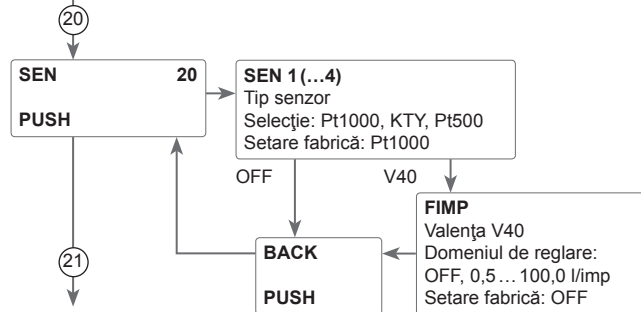 20
SEN 20
PUSH
SEN 1 (…4)
Tip senzor
Selecţie: Pt1000, KTY, Pt500
Setare fabrică: Pt1000
OFF
V40
FIMP
Valenţa V40
Domeniul de reglare:
OFF, 0,5… 100,0 l/imp
Setare fabrică: OFF
BACK
PUSH
21